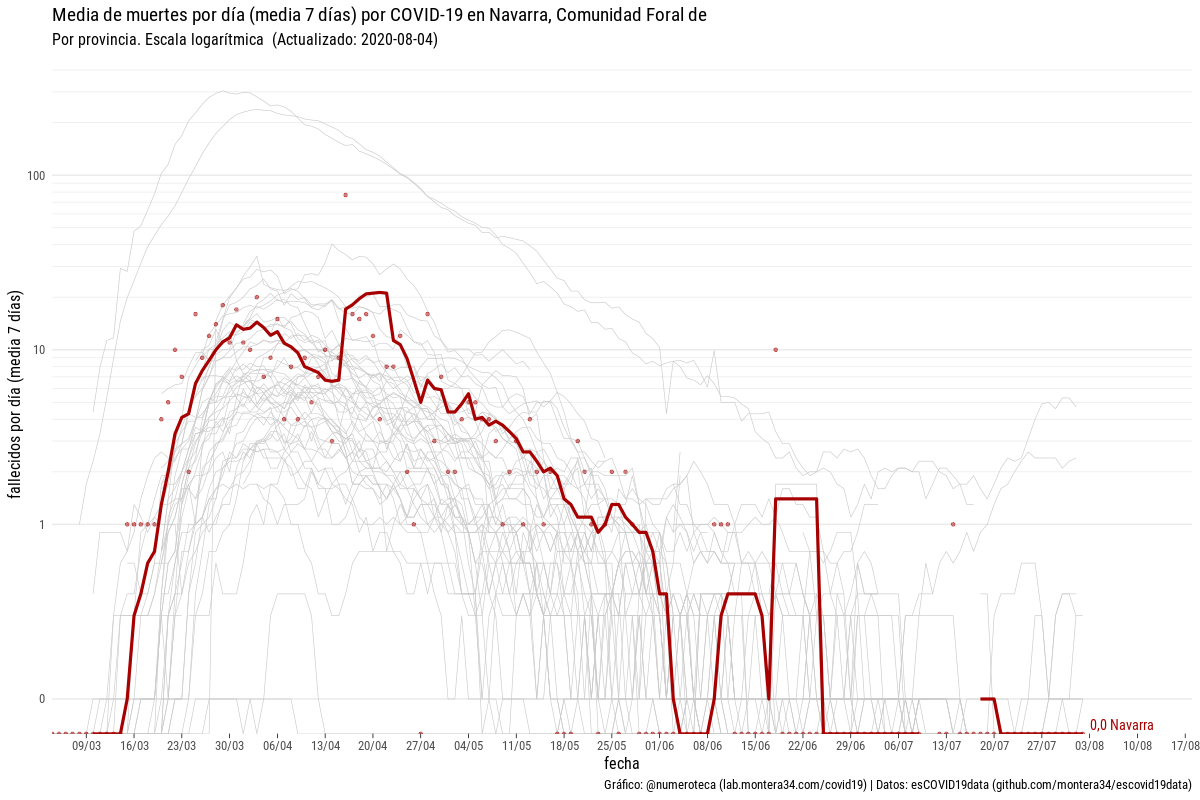 Media de muertes por día (media 7 días) por COVID-19 en Navarra, Comunidad Foral de
Por provincia. Escala logarítmica (Actualizado: 2020-08-04)
fallecidos por día (media 7 días)
100
10
1
0
0,0 Navarra
09/03 16/03 23/03 30/03 06/04 13/04 20/04 27/04 04/05 11/05 18/05 25/05 01/06 08/06 15/06 22/06 29/06 06/07 13/07 20/07 27/07 03/08 10/08 17/08
fecha
Gráfico: @numeroteca (lab.montera34.com/covid19) | Datos: esCOVID19data (github.com/montera34/escovid19data)